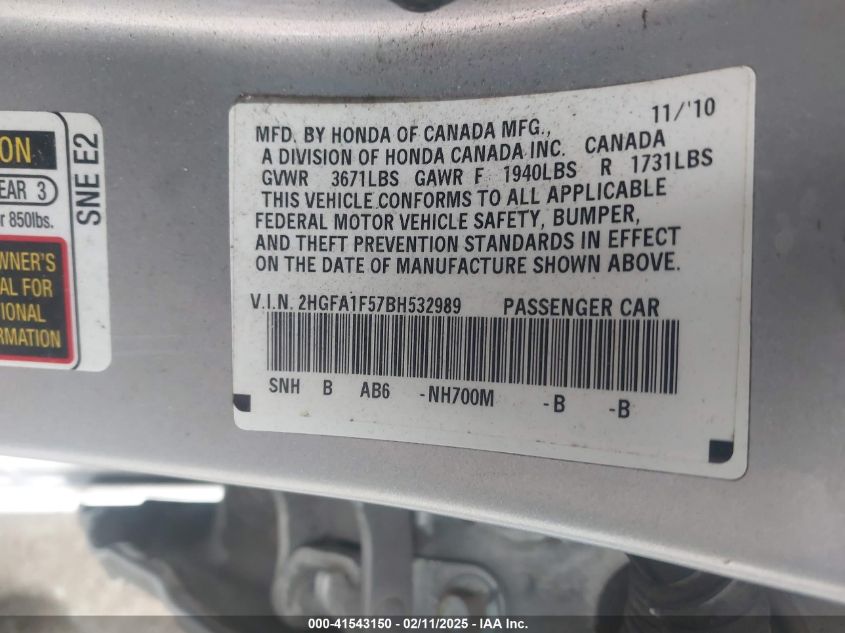 ON
EAR 3
r 850lbs.
WNER'S
AL FOR
IONAL
RMATION
SNE E2
11/'10
MFD. BY HONDA OF CANADA MFG.,
A DIVISION OF HONDA CANADA INC. CANADA
GVWR 3671LBS GAWR F 1940LBS R 1731LBS
THIS VEHICLE CONFORMS TO ALL APPLICABLE
FEDERAL MOTOR VEHICLE SAFETY, BUMPER,
AND THEFT PREVENTION STANDARDS IN EFFECT
ON THE DATE OF MANUFACTURE SHOWN ABOVE.
V.I.N. 2HGFA1F57BH532989 PASSENGER CAR
SNH B AB6 -NH700M -B -B
000-41543150 / 02/11/2025 - IAA Inc.